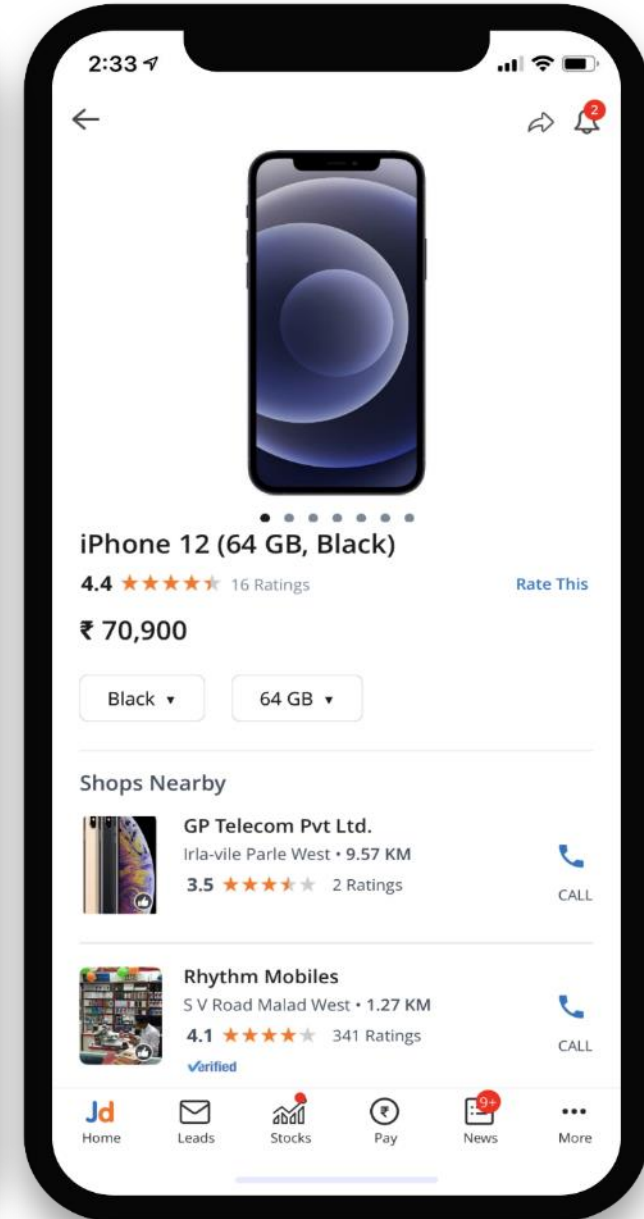 2:33
2
iPhone 12 (64 GB, Black)
4.4 16 Ratings Rate This
₹ 70,900
Black 64 GB
Shops Nearby
GP Telecom Pvt Ltd.
Irla-vile Parle West • 9.57 KM
3.5 2 Ratings
CALL
Rhythm Mobiles
S V Road Malad West • 1.27 KM
4.1 341 Ratings
CALL
Verified
9+
Jd
Home Leads Stocks Pay News More